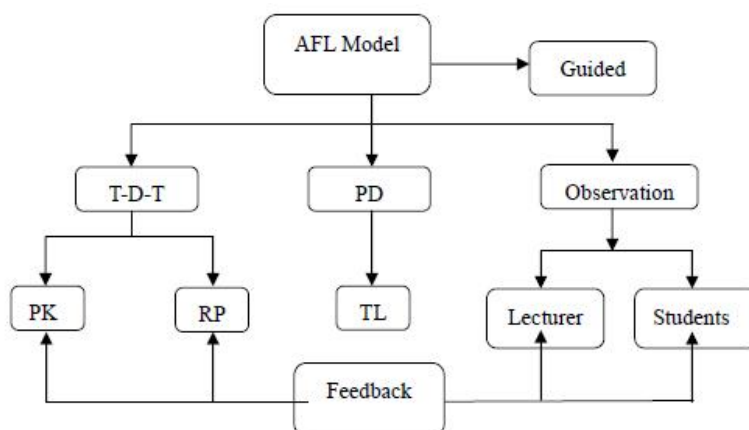 AFL Model
Guided
T-D-T
PD
Observation
PK
RP
TL
Lecturer
Students
Feedback